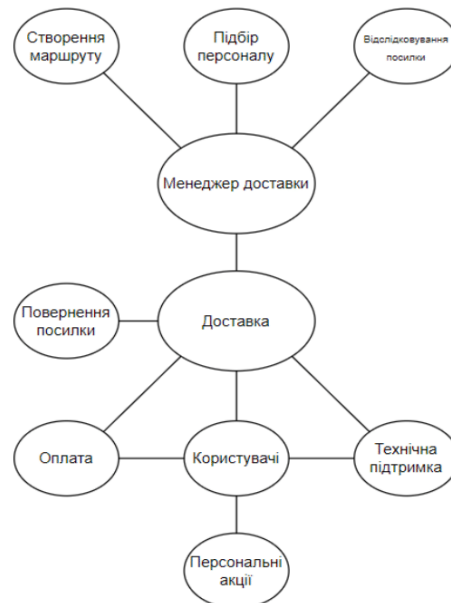 Створення
маршруту
Підбір
персоналу
Відслідковування
посилки
Менеджер доставки
Повернення
посилки
Доставка
Оплата
Користувачі
Технічна
підтримка
Персональні
акції